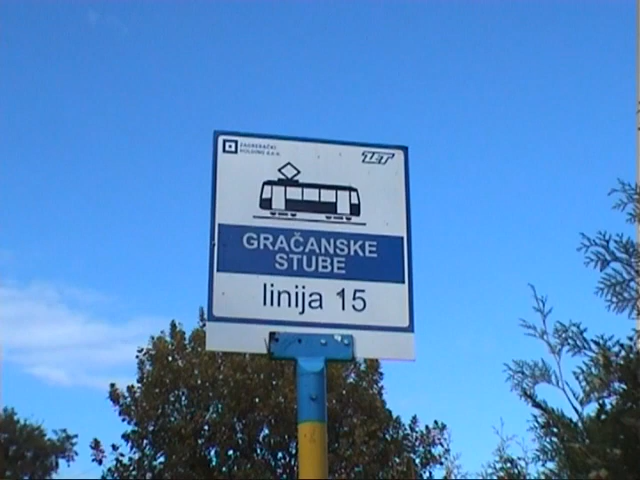 ZAGREBAČKI
HOLDING d.o.o.
ZET
GRAČANSKE
STUBE
linija 15